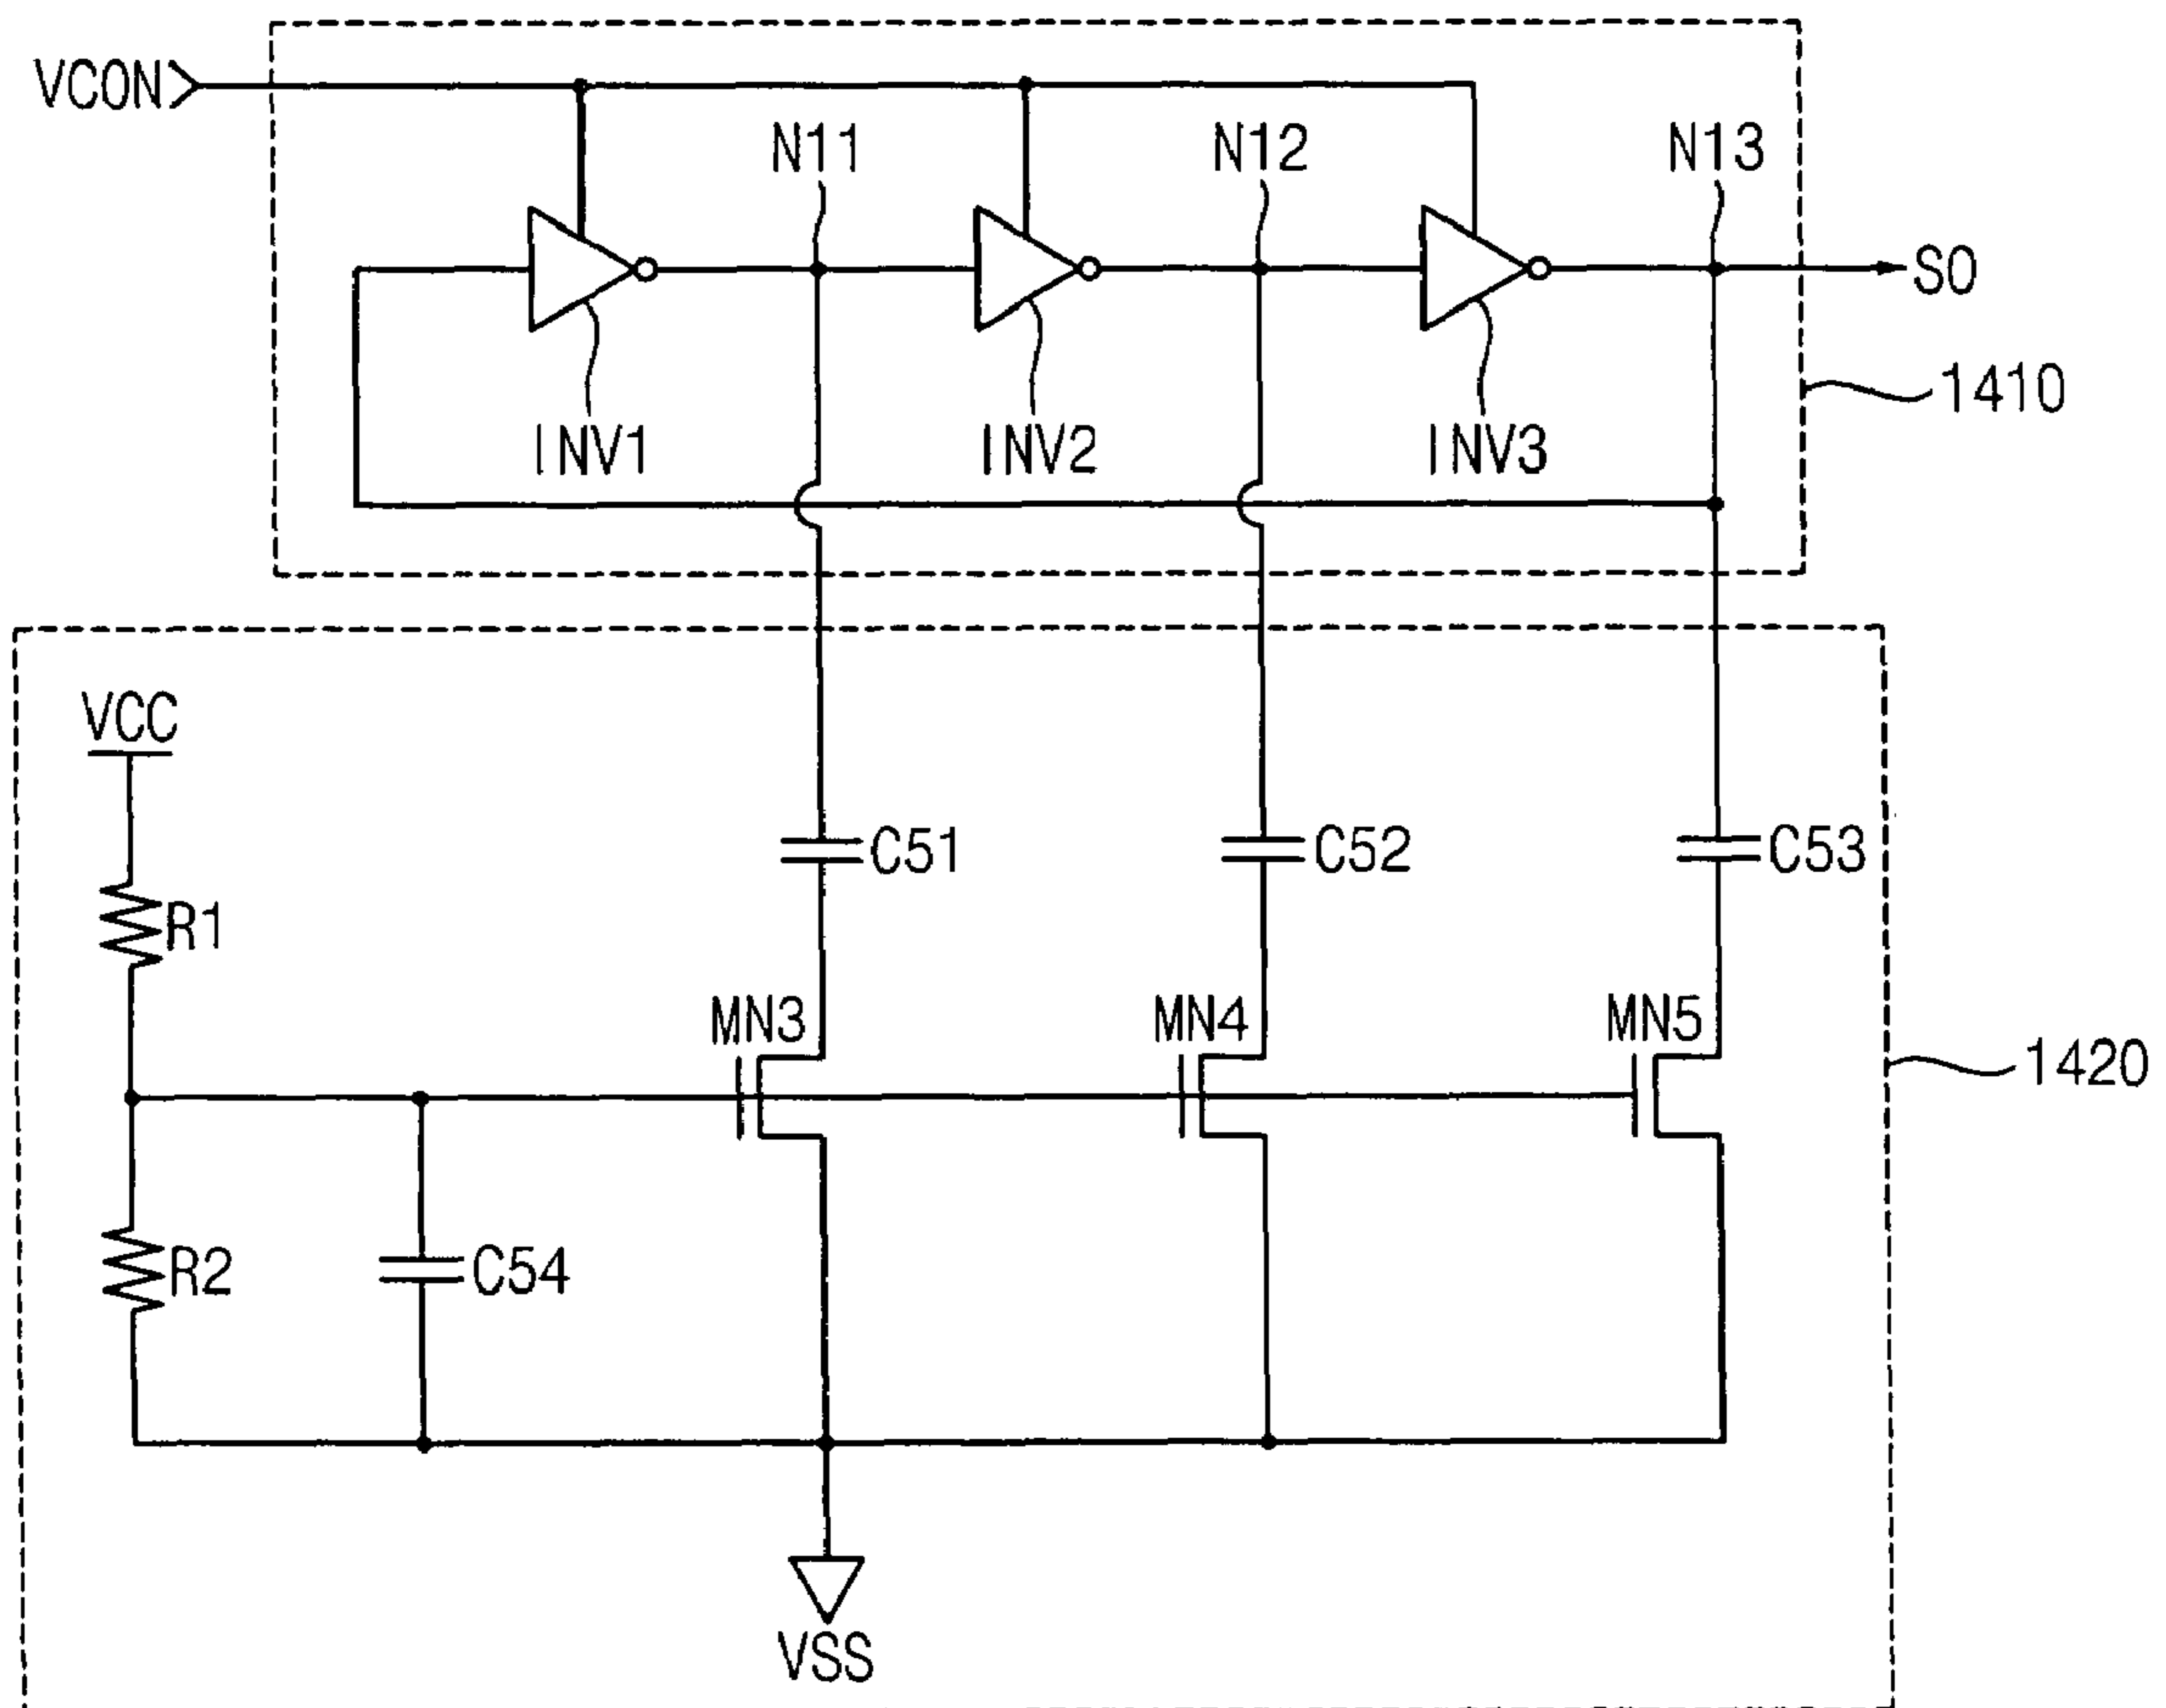 VCON
N11
N12
N13
SO
1410
INV1
INV2
INV3
VCC
C51
C52
C53
R1
MN3
MN4
MN5
1420
R2
C54
VSS